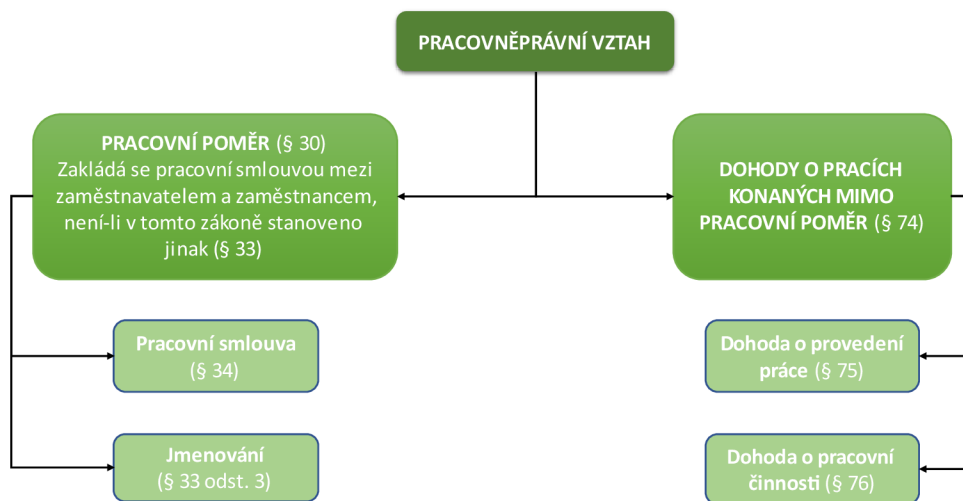 PRACOVNĚPRÁVNÍ VZTAH
PRACOVNÍ POMĚR (§ 30)
Zakládá se pracovní smlouvou mezi
zaměstnavatelem a zaměstnancem,
není-li v tomto zákoně stanoveno
jinak (§ 33)
DOHODY O PRACÍCH
KONANÝCH MIMO
PRACOVNÍ POMĚR (§ 74)
Pracovní smlouva
(§ 34)
Dohoda o provedení
práce (§ 75)
Jmenování
(§ 33 odst. 3)
Dohoda o pracovní
činnosti (§ 76)